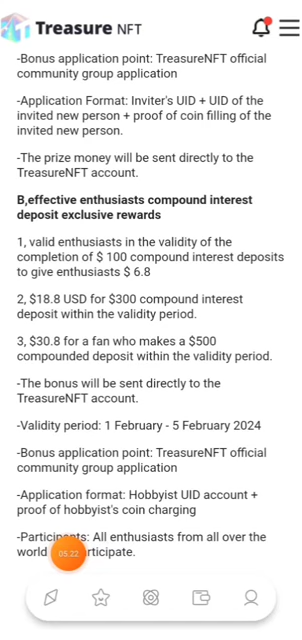 Treasure NFT
-Bonus application point: TreasureNFT official
community group application
-Application Format: Inviter's UID + UID of the
invited new person + proof of coin filling of the
invited new person.
-The prize money will be sent directly to the
TreasureNFT account.
B,effective enthusiasts compound interest
deposit exclusive rewards
1, valid enthusiasts in the validity of the
completion of $ 100 compound interest deposits
to give enthusiasts $ 6.8
2, $18.8 USD for $300 compound interest
deposit within the validity period.
3, $30.8 for a fan who makes a $500
compounded deposit within the validity period.
-The bonus will be sent directly to the
TreasureNFT account.
-Validity period: 1 February - 5 February 2024
-Bonus application point: TreasureNFT official
community group application
-Application format: Hobbyist UID account +
proof of hobbyist's coin charging
-Participants: All enthusiasts from all over the
world rticipate.
05:22